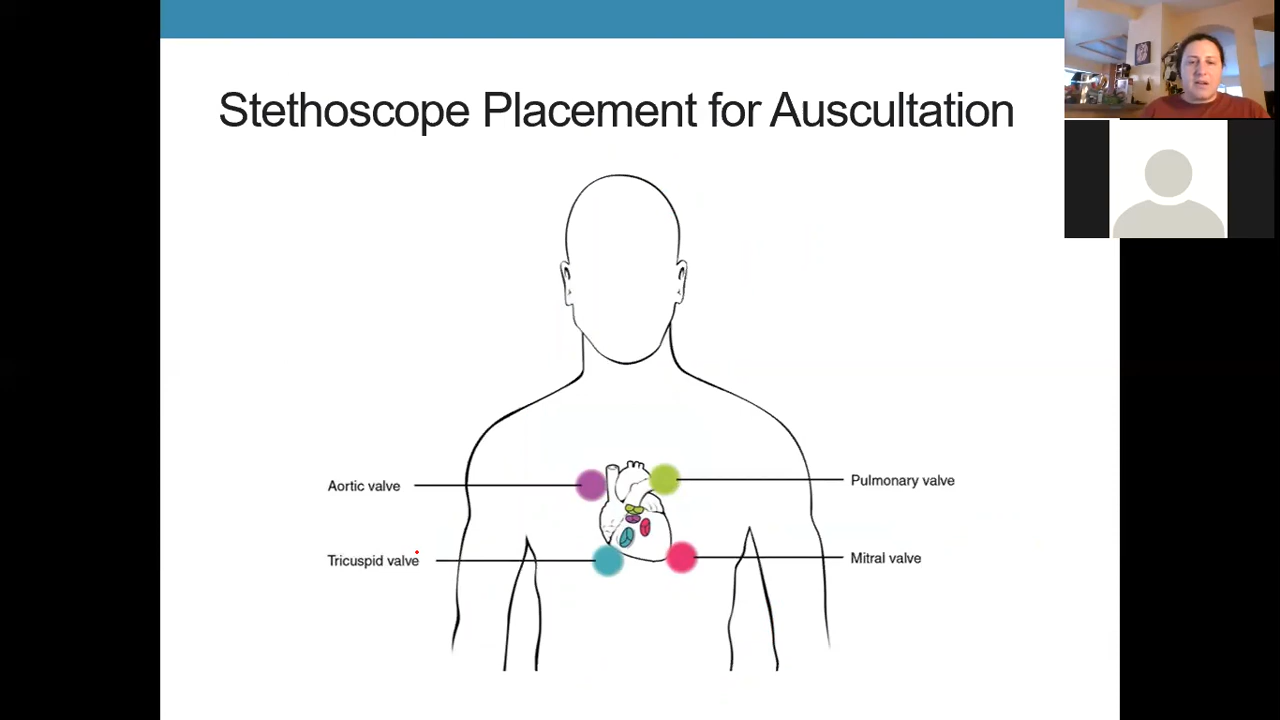 Stethoscope Placement for Auscultation
Aortic valve
Pulmonary valve
Tricuspid valve
Mitral valve